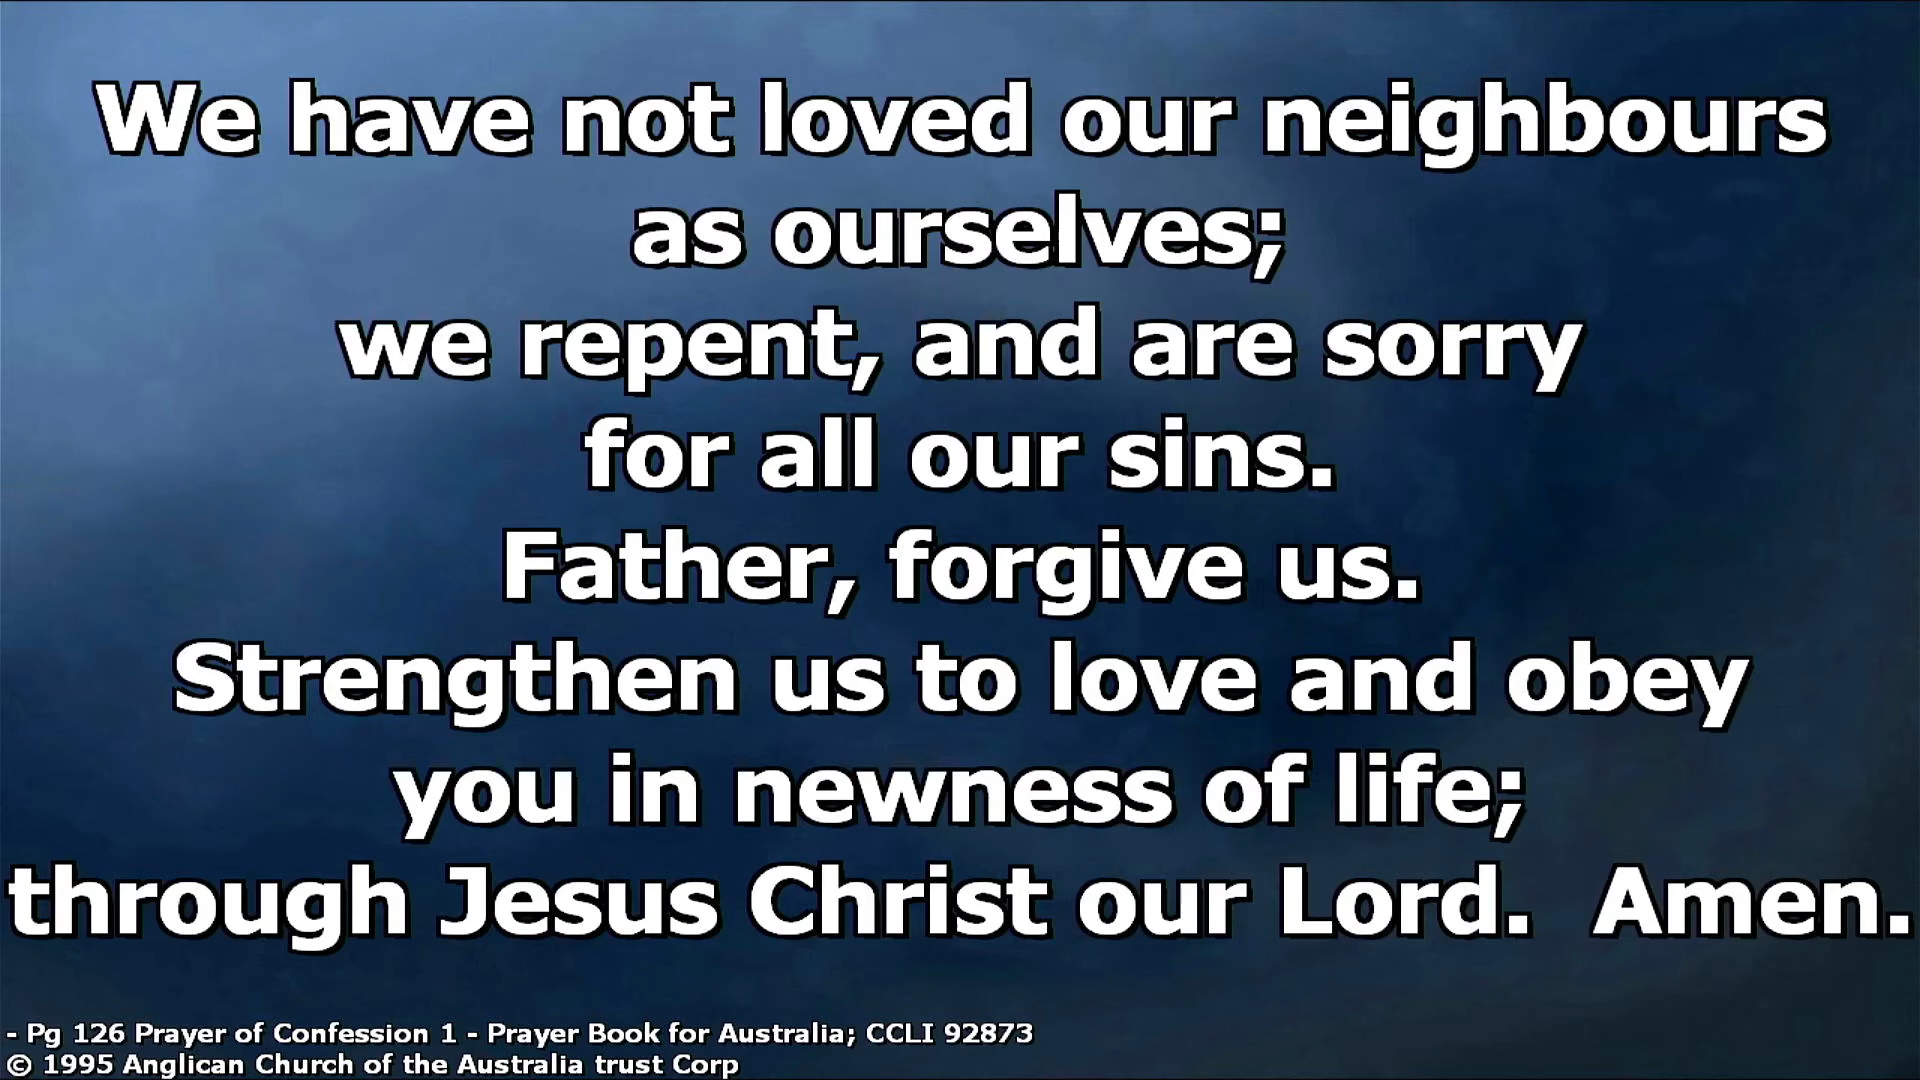 We have not loved our neighbours
as ourselves;
we repent, and are sorry
for all our sins.
Father, forgive us.
Strengthen us to love and obey
you in newness of life;
through Jesus Christ our Lord.  Amen.
- Pg 126 Prayer of Confession 1 - Prayer Book for Australia; CCLI 92873
© 1995 Anglican Church of the Australia trust Corp